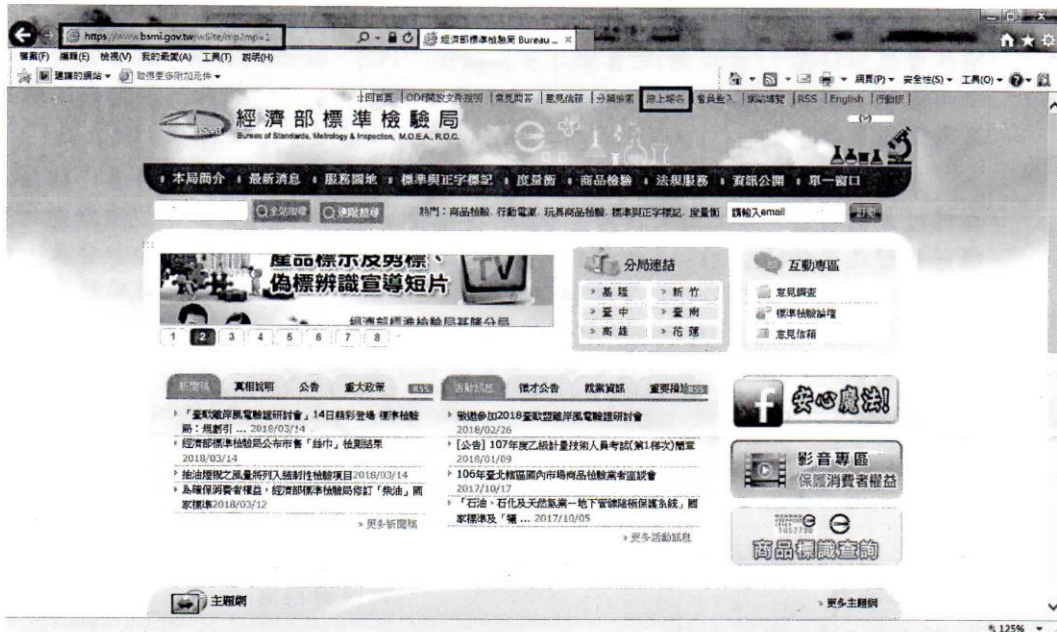 https://www.bsmi.gov.tw/wSite/mp?mp=1
經濟部標準檢驗局 Bureau ...
檔案(F) 編輯(E) 檢視(V) 我的最愛(A) 工具(T) 說明(H)
建議的網站 取得更多附加元件
網頁(P) 安全性(S) 工具(O)
:::回首頁 | ODF開放文件說明 | 常見問答 | 意見信箱 | 分類檢索 | 線上報名 | 會員登入 | 網站導覽 | RSS | English | 行動版
經濟部標準檢驗局
Bureau of Standards, Metrology & Inspection, M.O.E.A., R.O.C.
本局簡介 最新消息 服務園地 標準與正字標記 度量衡 商品檢驗 法規服務 資訊公開 單一窗口
全站搜尋 進階搜尋 熱門：商品檢驗、行動電源、玩具商品檢驗、標準與正字標記、度量衡 請輸入email 訂閱
產品標示及剪標、
偽標辨識宣導短片
TV
經濟部標準檢驗局基隆分局
1 2 3 4 5 6 7 8
分局連結
基隆 新竹
臺中 臺南
高雄 花蓮
互動專區
意見調查
標準檢驗論壇
意見信箱
新聞稿 真相說明 公告 重大政策 RSS
「臺歐離岸風電驗證研討會」14日精彩登場 標準檢驗
局：規劃引 ... 2018/03/14
經濟部標準檢驗局公布市售「絲巾」檢測結果
2018/03/14
抽油煙機之風量將列入強制性檢驗項目2018/03/14
為確保消費者權益，經濟部標準檢驗局修訂「柴油」國
家標準2018/03/12
更多新聞稿
活動訊息 徵才公告 就業資訊 重要措施 RSS
敬邀參加2018臺歐盟離岸風電驗證研討會
2018/02/26
[公告] 107年度乙級計量技術人員考試(第1梯次)簡章
2018/01/09
106年臺北轄區國內市場商品檢驗業者座談會
2017/10/17
「石油、石化及天然氣業－地下管線陰極保護系統」國
家標準及「犧 ... 2017/10/05
更多活動訊息
安心魔法!
影音專區
保護消費者權益
商品標識查詢
主題網
更多主題網
125%